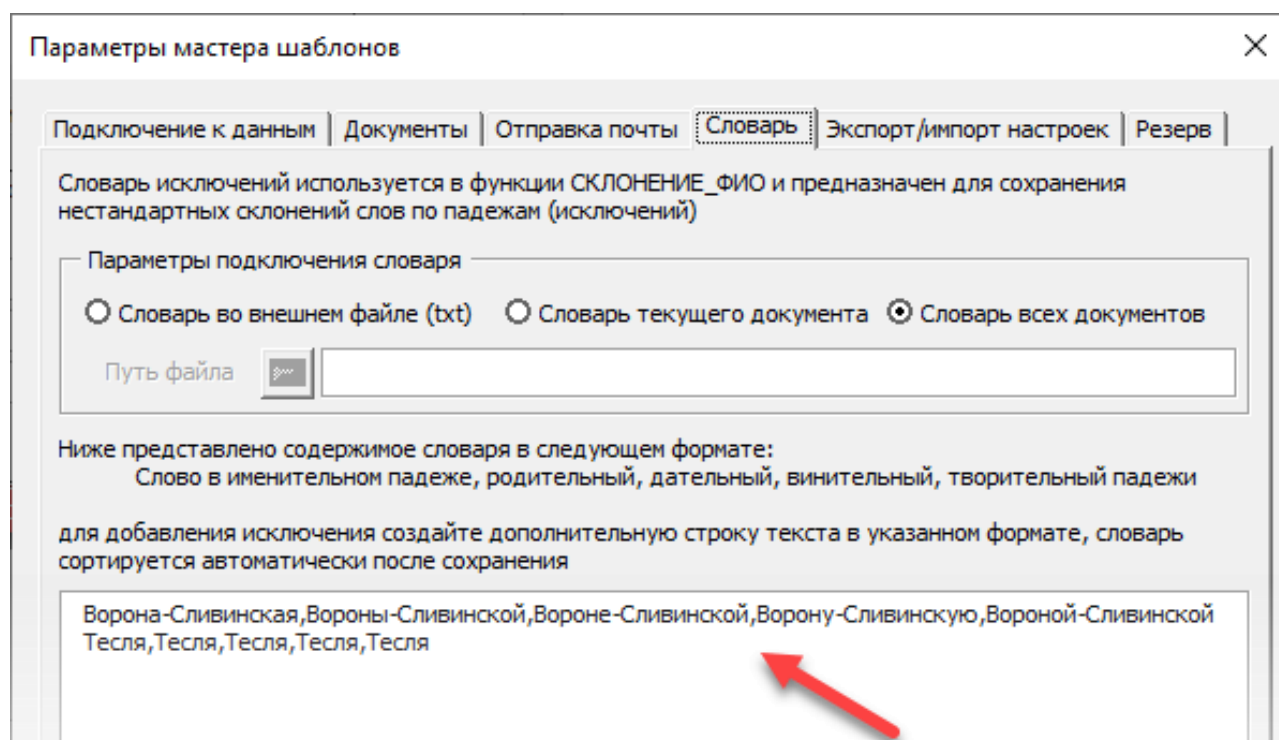 Параметры мастера шаблонов
Подключение к данным
Документы
Отправка почты
Словарь
Экспорт/импорт настроек
Резерв
Словарь исключений используется в функции СКЛОНЕНИЕ_ФИО и предназначен для сохранения
нестандартных склонений слов по падежам (исключений)
Параметры подключения словаря
Словарь во внешнем файле (txt)
Словарь текущего документа
Словарь всех документов
Путь файла
Ниже представлено содержимое словаря в следующем формате:
Слово в именительном падеже, родительный, дательный, винительный, творительный падежи
для добавления исключения создайте дополнительную строку текста в указанном формате, словарь
сортируется автоматически после сохранения
Ворона-Сливинская,Вороны-Сливинской,Вороне-Сливинской,Ворону-Сливинскую,Вороной-Сливинской
Тесля,Тесля,Тесля,Тесля,Тесля